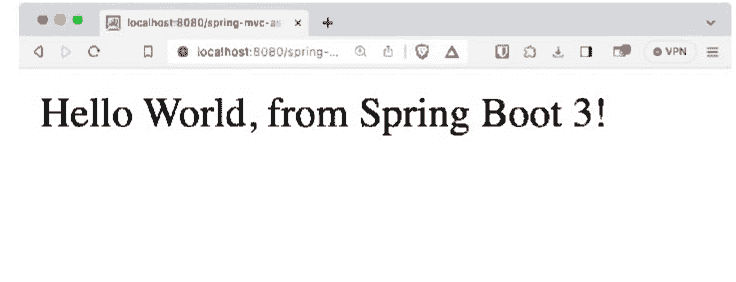 localhost:8080/spring-mvc-as
localhost:8080/spring-...
VPN
Hello World, from Spring Boot 3!